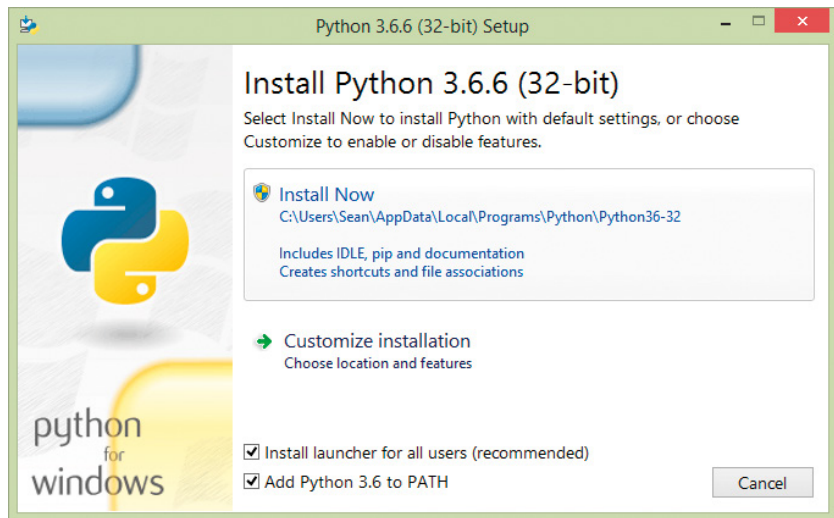 Python 3.6.6 (32-bit) Setup
Install Python 3.6.6 (32-bit)
Select Install Now to install Python with default settings, or choose
Customize to enable or disable features.
Install Now
C:\Users\Sean\AppData\Local\Programs\Python\Python36-32
Includes IDLE, pip and documentation
Creates shortcuts and file associations
Customize installation
Choose location and features
python
for
windows
Install launcher for all users (recommended)
Add Python 3.6 to PATH
Cancel